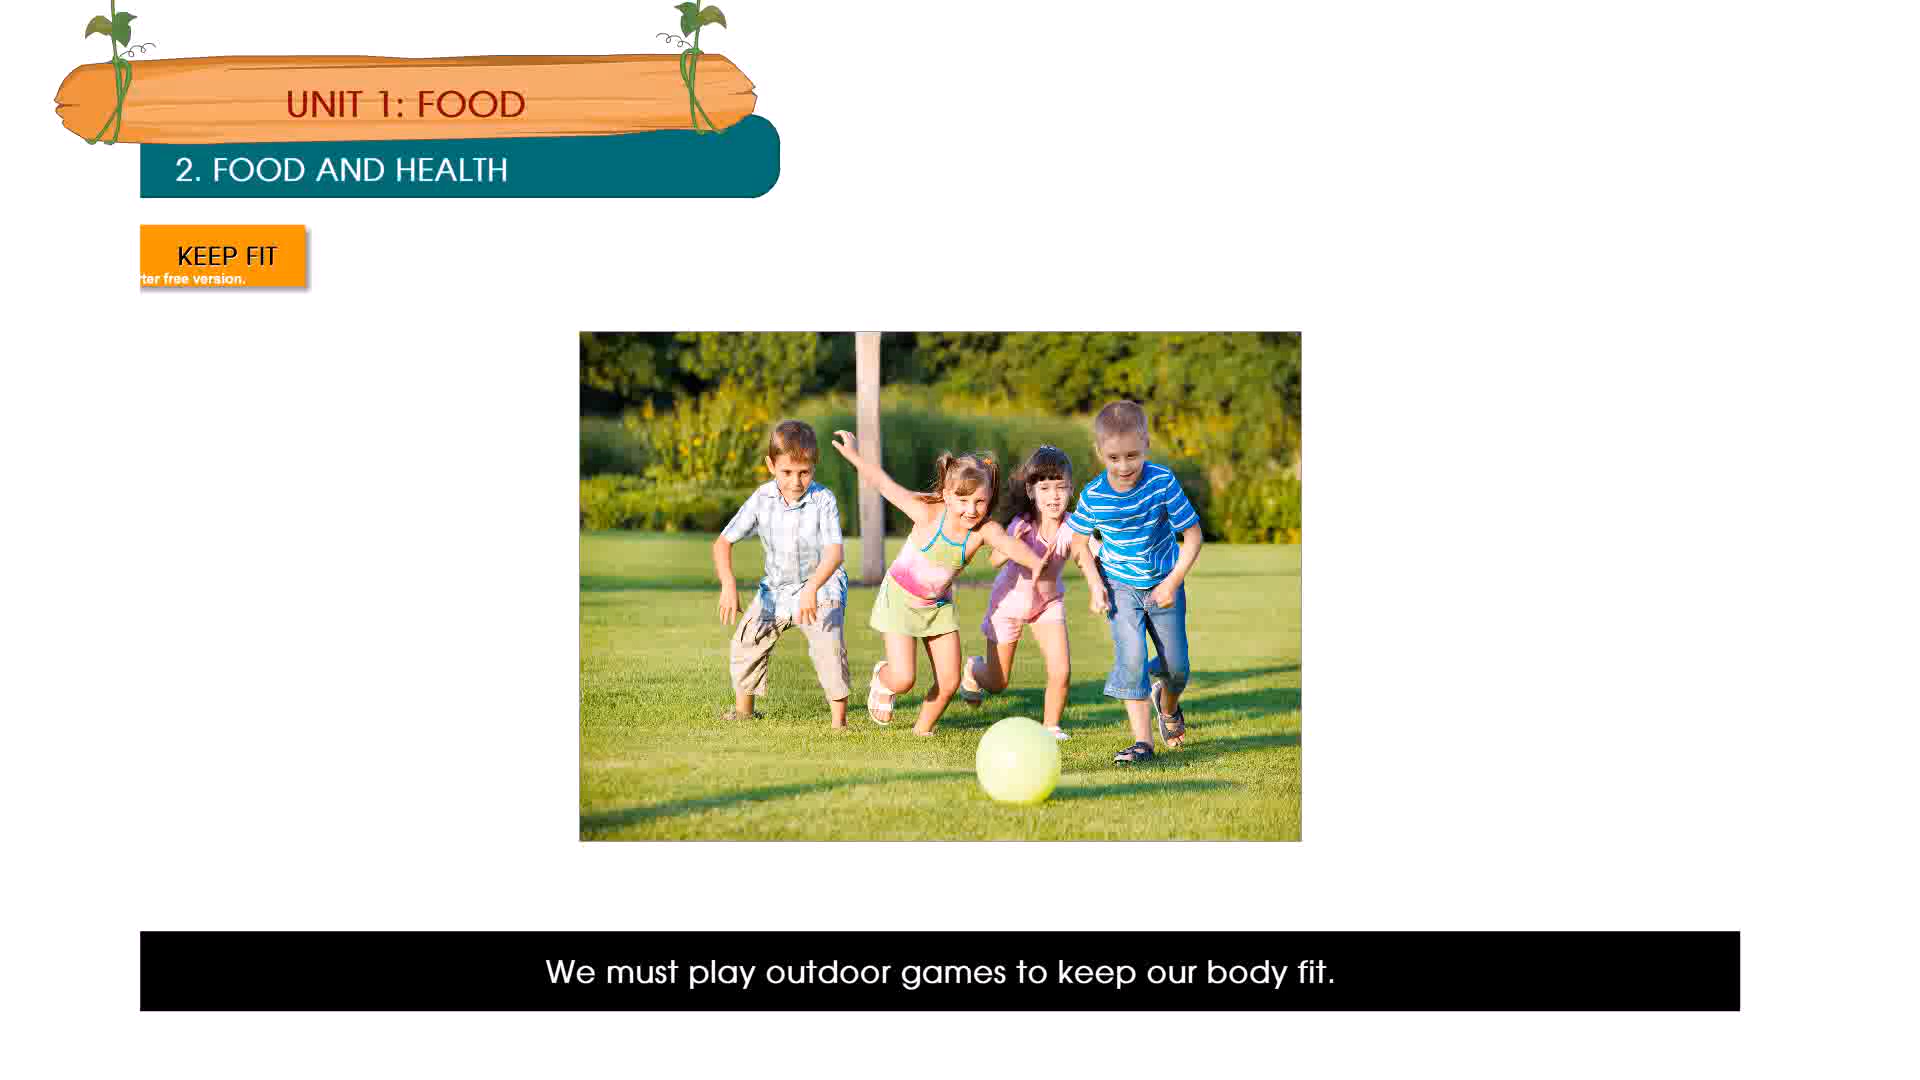 UNIT 1: FOOD
2. FOOD AND HEALTH
KEEP FIT
free version.
We must play outdoor games to keep our body fit.